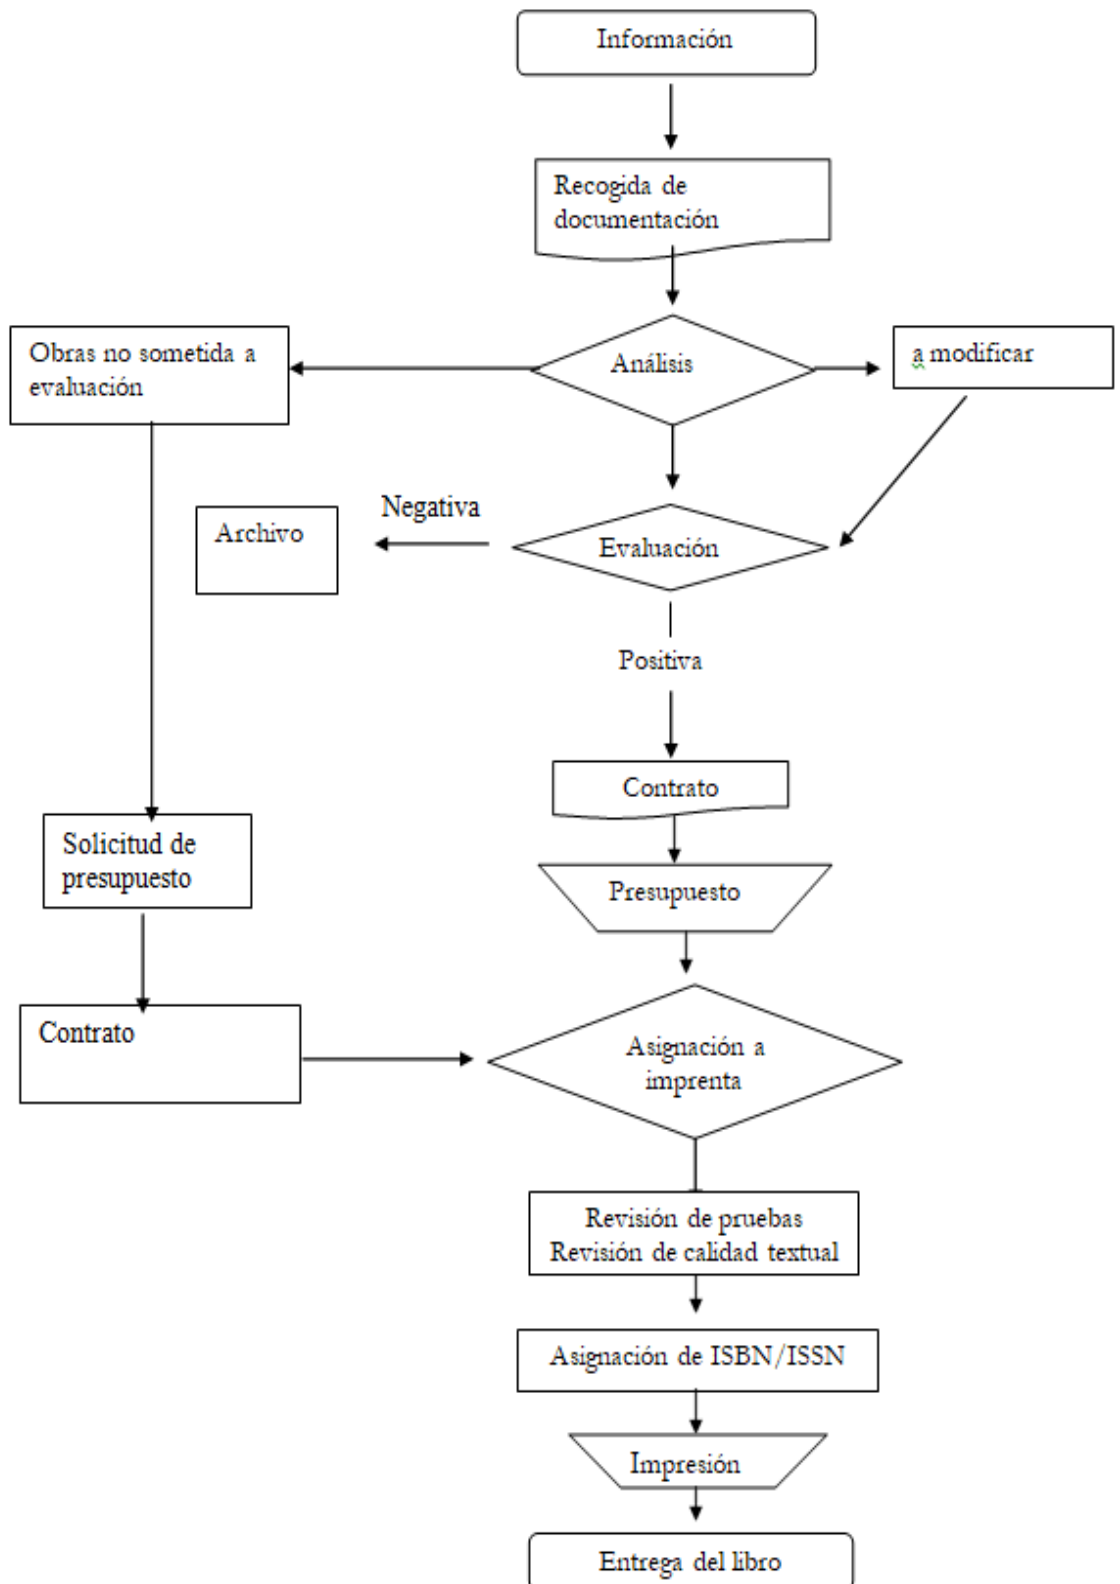 Información
Recogida de
documentación
Obras no sometida a
evaluación
Análisis
a modificar
Negativa
Archivo
Evaluación
Positiva
Contrato
Solicitud de
presupuesto
Presupuesto
Contrato
Asignación a
imprenta
Revisión de pruebas
Revisión de calidad textual
Asignación de ISBN/ISSN
Impresión
Entrega del libro